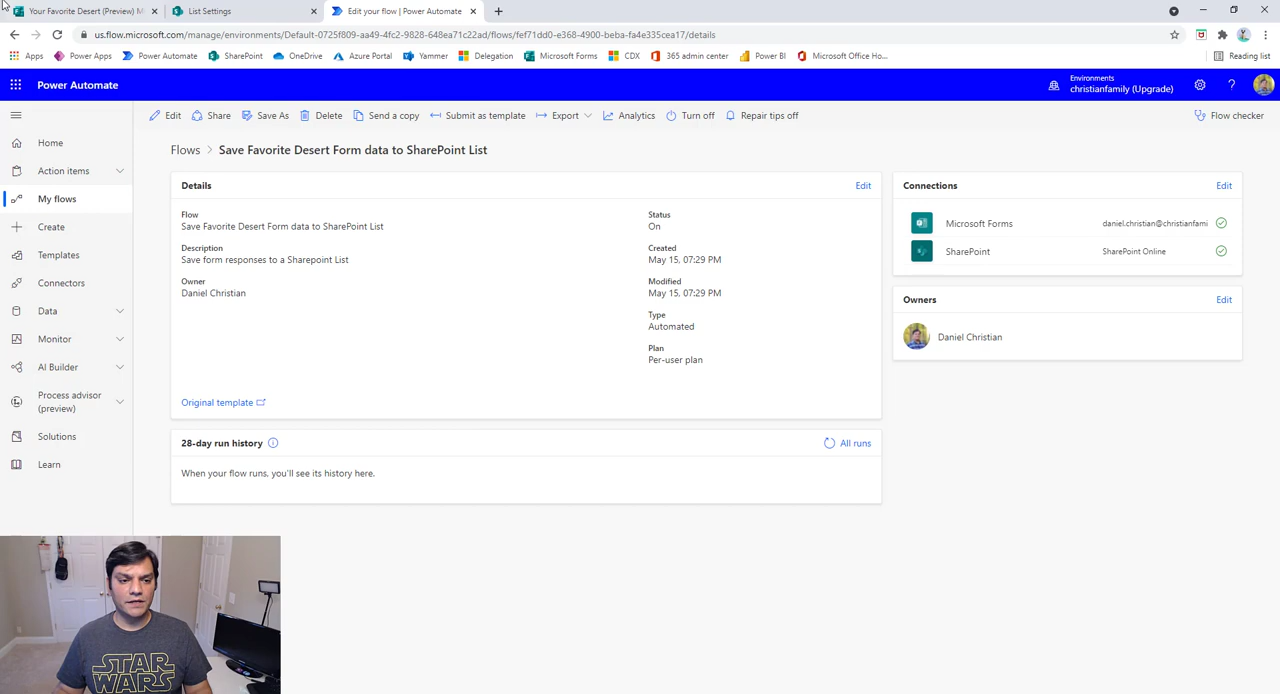 Your Favorite Desert (Preview) M
List Settings
Edit your flow | Power Automate
us.flow.microsoft.com/manage/environments/Default-0725f809-aa49-4fc2-9828-648ea71c22ad/flows/fef71dd0-e368-4900-beba-fa4e335cea17/details
Apps
Power Apps
Power Automate
SharePoint
OneDrive
Azure Portal
Yammer
Microsoft Forms
Delegation
CDX
365 admin center
Power BI
Microsoft Office Ho...
Reading list
Power Automate
Environments
christianfamily (Upgrade)
Edit
Share
Save As
Delete
Send a copy
Submit as template
Export
Analytics
Turn off
Repair tips off
Flow checker
Home
Action items
My flows
Create
Templates
Connectors
Data
Monitor
AI Builder
Process advisor
(preview)
Solutions
Learn
Flows > Save Favorite Desert Form data to SharePoint List
Details
Edit
Flow
Save Favorite Desert Form data to SharePoint List
Description
Save form responses to a Sharepoint List
Owner
Daniel Christian
Status
On
Created
May 15, 07:29 PM
Modified
May 15, 07:29 PM
Type
Automated
Plan
Per-user plan
Original template
28-day run history
All runs
When your flow runs, you'll see its history here.
Connections
Edit
Microsoft Forms
daniel.christian@christianfami
SharePoint
SharePoint Online
Owners
Edit
Daniel Christian
STAR
WARS